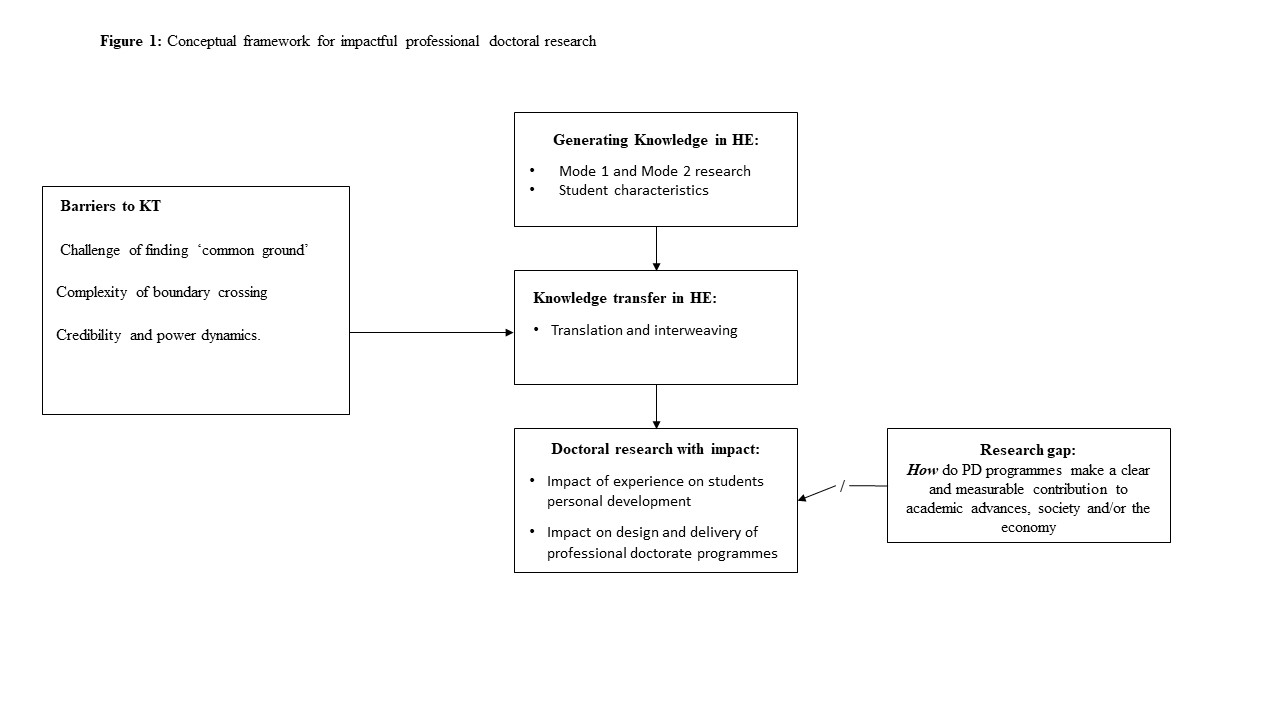 Figure 1: Conceptual framework for impactful professional doctoral research
Generating Knowledge in HE:
• Mode 1 and Mode 2 research
• Student characteristics
Barriers to KT
Challenge of finding ‘common ground’
Complexity of boundary crossing
Credibility and power dynamics.
Knowledge transfer in HE:
• Translation and interweaving
Doctoral research with impact:
• Impact of experience on students
personal development
• Impact on design and delivery of
professional doctorate programmes
Research gap:
How do PD programmes make a clear
and measurable contribution to
academic advances, society and/or the
economy
/